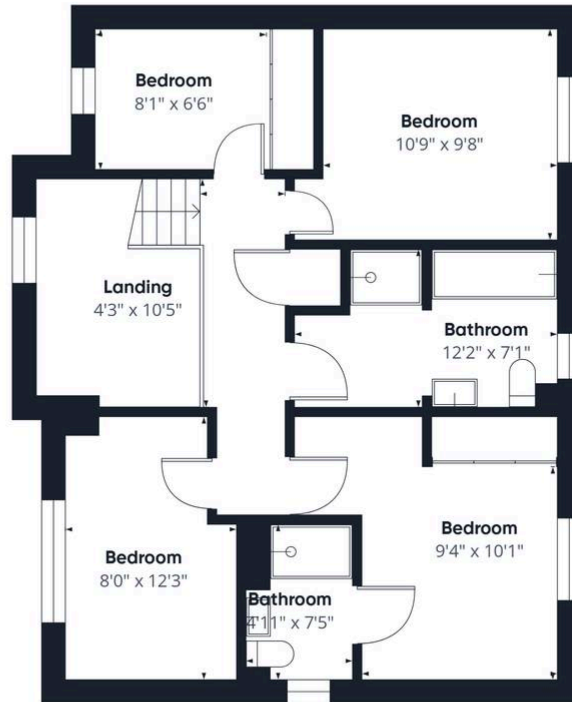 Bedroom
8'1" x 6'6"
Bedroom
10'9" x 9'8"
Landing
4'3" x 10'5"
Bathroom
12'2" x 7'1"
Bedroom
8'0" x 12'3"
Bedroom
9'4" x 10'1"
Bathroom
4'11" x 7'5"